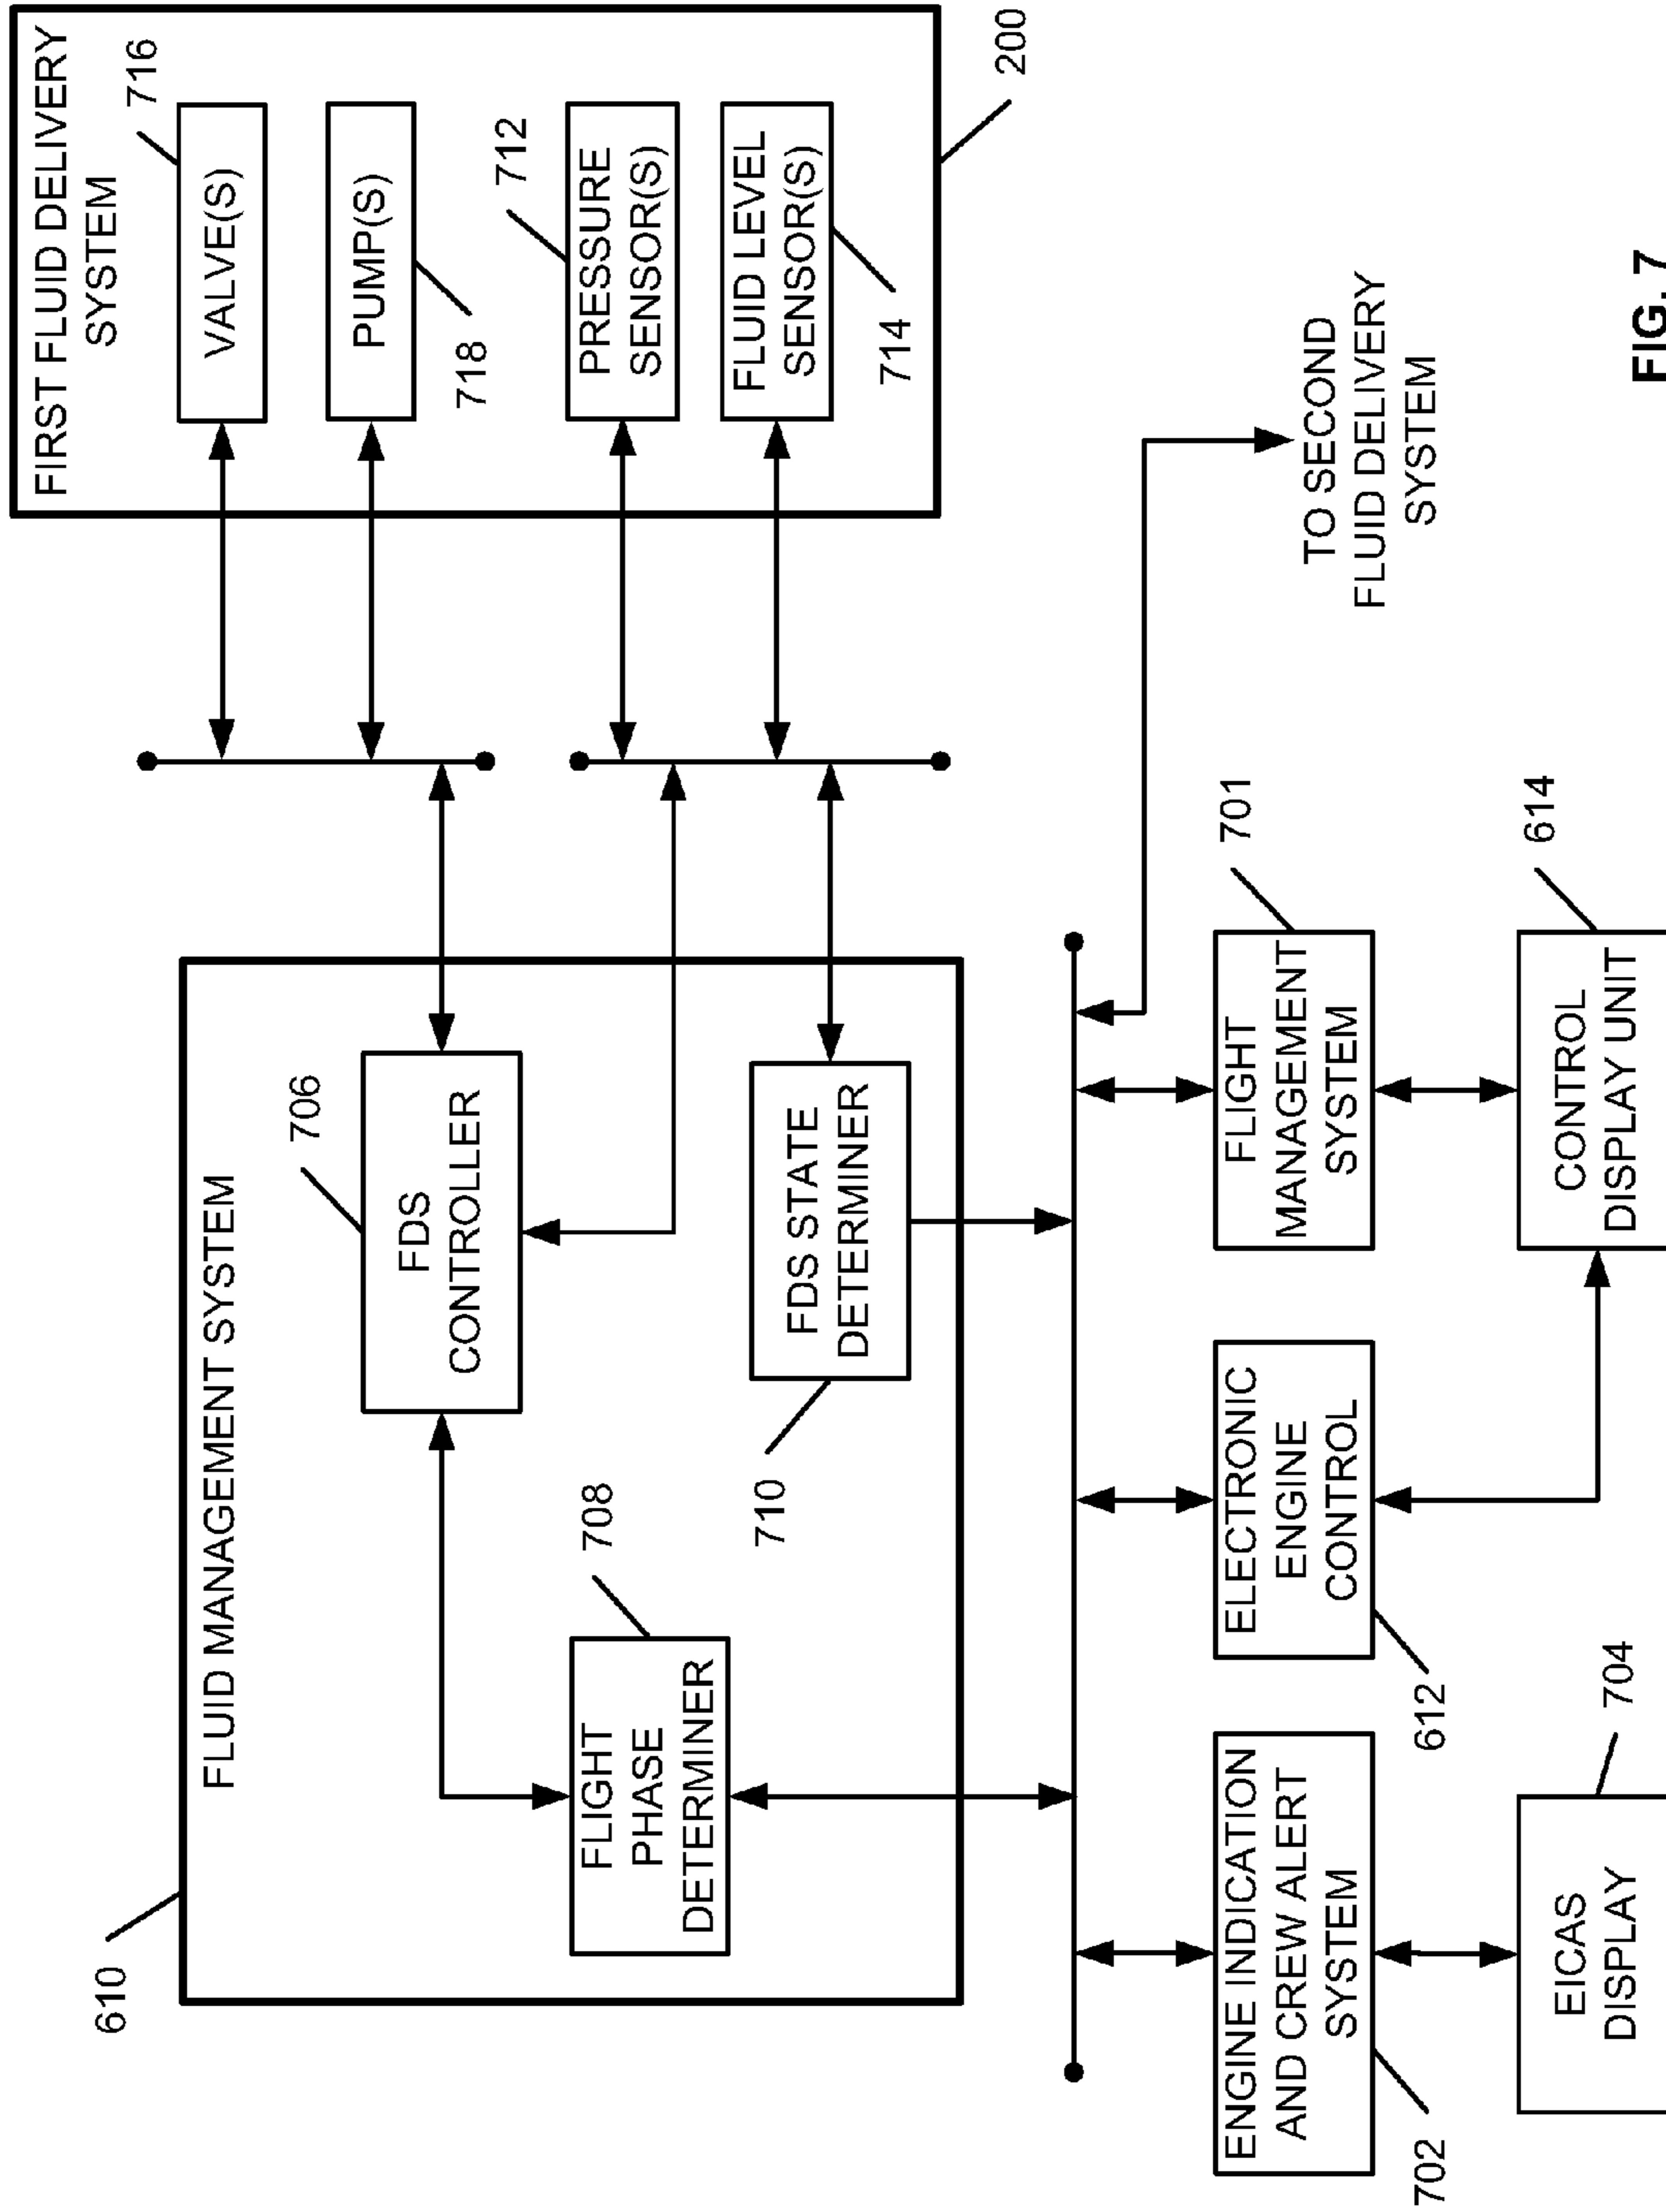 610
FLUID MANAGEMENT SYSTEM
706
FDS
CONTROLLER
708
FLIGHT
PHASE
DETERMINER
710
FDS STATE
DETERMINER
FIRST FLUID DELIVERY
SYSTEM
716
VALVE(S)
PUMP(S)
718
712
PRESSURE
SENSOR(S)
FLUID LEVEL
SENSOR(S)
714
200
TO SECOND
FLUID DELIVERY
SYSTEM
ENGINE INDICATION
AND CREW ALERT
SYSTEM
702
ELECTRONIC
ENGINE
CONTROL
612
701
FLIGHT
MANAGEMENT
SYSTEM
704
EICAS
DISPLAY
614
CONTROL
DISPLAY UNIT
FIG. 7